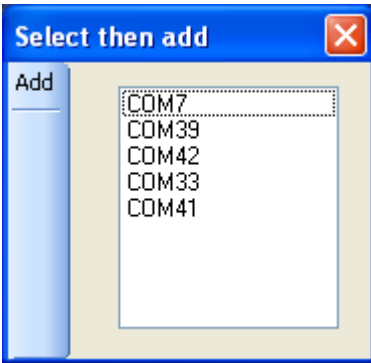 Select then add
Add
COM7
COM39
COM42
COM33
COM41